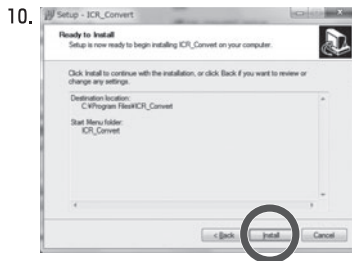 10.
Setup - ICR_Convert
Ready to Install
Setup is now ready to begin installing ICR_Convert on your computer.
Click Install to continue with the installation, or click Back if you want to review or
change any settings.
Destination location:
C:¥Program Files¥ICR_Convert
Start Menu folder:
ICR_Convert
< Back
Install
Cancel